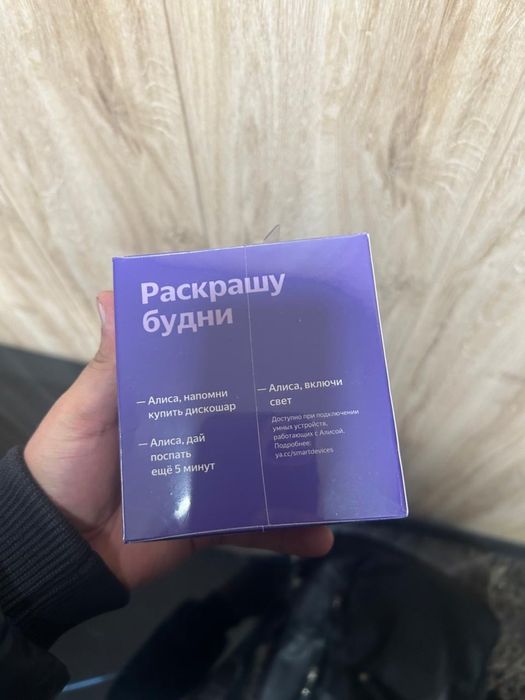 Раскрашу
будни
— Алиса, напомни
купить дискошар
— Алиса, дай
поспать
ещё 5 минут
— Алиса, включи
свет
Доступно при подключении
умных устройств,
работающих с Алисой.
Подробнее:
ya.cc/smartdevices